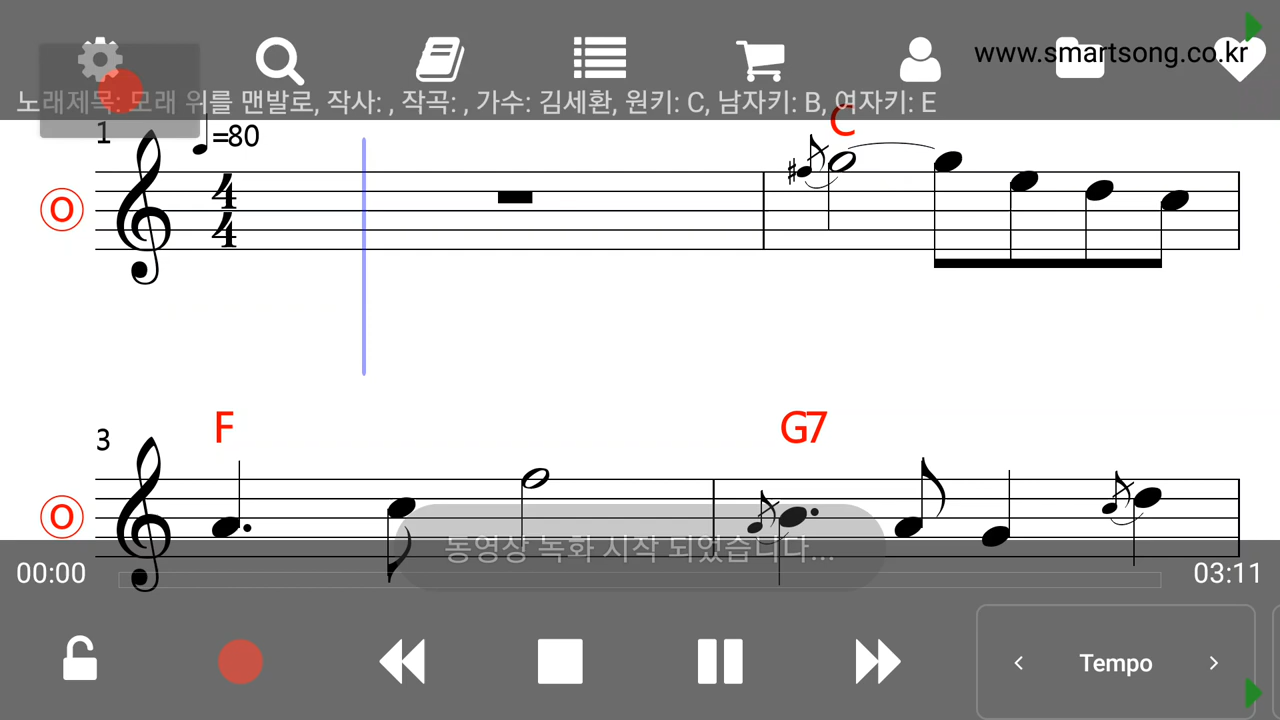 www.smartsong.co.kr
노래제목: 모래 위를 맨발로, 작사: , 작곡: , 가수: 김세환, 원키: C, 남자키: B, 여자키: E
1 =80 C
4
4
O
F G7
3
O
동영상 녹화 시작 되었습니다...
00:00 03:11
< Tempo >